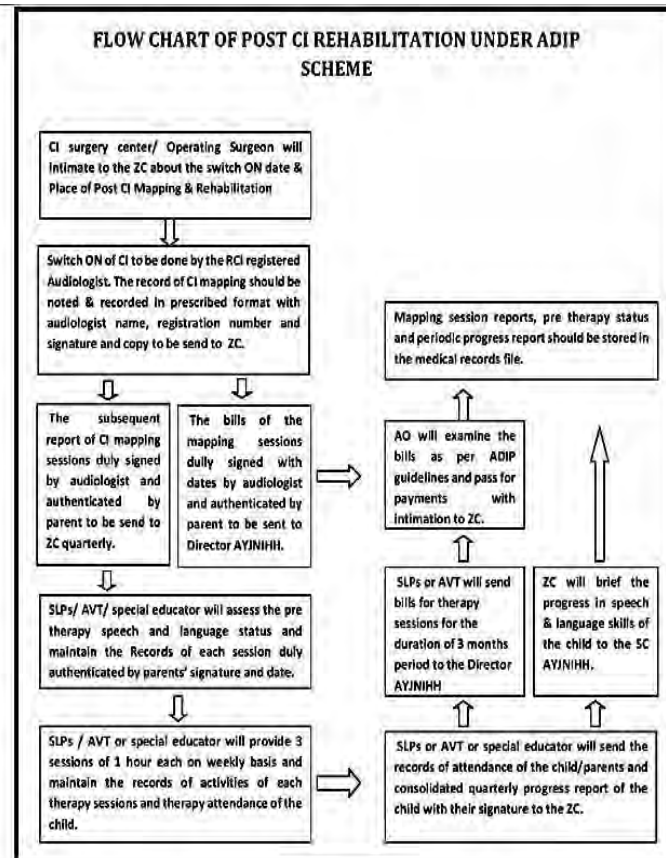 FLOW CHART OF POST CI REHABILITATION UNDER ADIP
SCHEME
CI surgery center/ Operating Surgeon will
intimate to the ZC about the switch ON date &
Place of Post CI Mapping & Rehabilitation
Switch ON of CI to be done by the RCI registered
Audiologist. The record of CI mapping should be
noted & recorded in prescribed format with
audiologist name, registration number and
signature and copy to be send to ZC.
The subsequent
report of CI mapping
sessions duly signed
by audiologist and
authenticated by
parent to be send to
ZC quarterly.
The bills of the
mapping sessions
dully signed with
dates by audiologist
and authenticated by
parent to be sent to
Director AYJNIHH.
SLPs/ AVT/ special educator will assess the pre
therapy speech and language status and
maintain the Records of each session duly
authenticated by parents' signature and date.
SLPs / AVT or special educator will provide 3
sessions of 1 hour each on weekly basis and
maintain the records of activities of each
therapy sessions and therapy attendance of the
child.
Mapping session reports, pre therapy status
and periodic progress report should be stored in
the medical records file.
AO will examine the
bills as per ADIP
guidelines and pass for
payments with
intimation to ZC.
SLPs or AVT will send
bills for therapy
sessions for the
duration of 3 months
period to the Director
AYJNIHH
ZC will brief the
progress in speech
& language skills of
the child to the SC
AYJNIHH.
SLPs or AVT or special educator will send the
records of attendance of the child/parents and
consolidated quarterly progress report of the
child with their signature to the ZC.